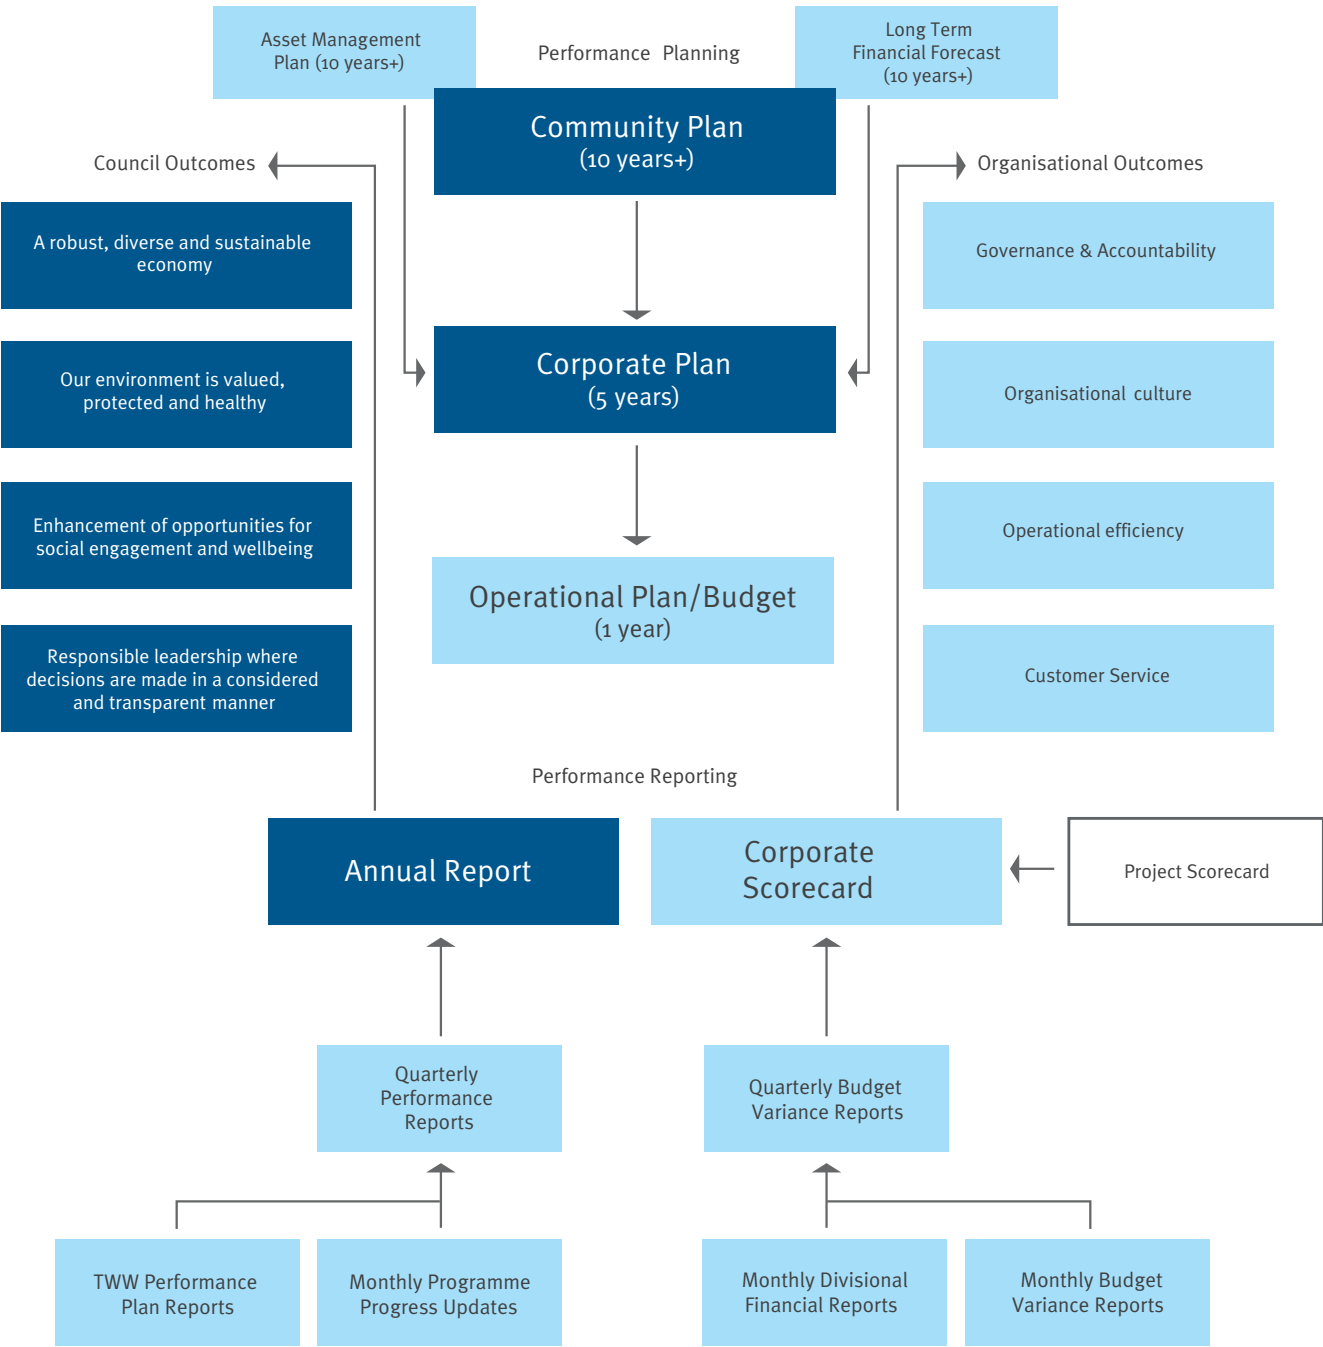 Asset Management
Plan (10 years+)
Performance Planning
Long Term
Financial Forecast
(10 years+)
Community Plan
(10 years+)
Council Outcomes
Organisational Outcomes
A robust, diverse and sustainable
economy
Governance & Accountability
Corporate Plan
(5 years)
Our environment is valued,
protected and healthy
Organisational culture
Enhancement of opportunities for
social engagement and wellbeing
Operational efficiency
Operational Plan/Budget
(1 year)
Responsible leadership where
decisions are made in a considered
and transparent manner
Customer Service
Performance Reporting
Annual Report
Corporate
Scorecard
Project Scorecard
Quarterly
Performance
Reports
Quarterly Budget
Variance Reports
TWW Performance
Plan Reports
Monthly Programme
Progress Updates
Monthly Divisional
Financial Reports
Monthly Budget
Variance Reports